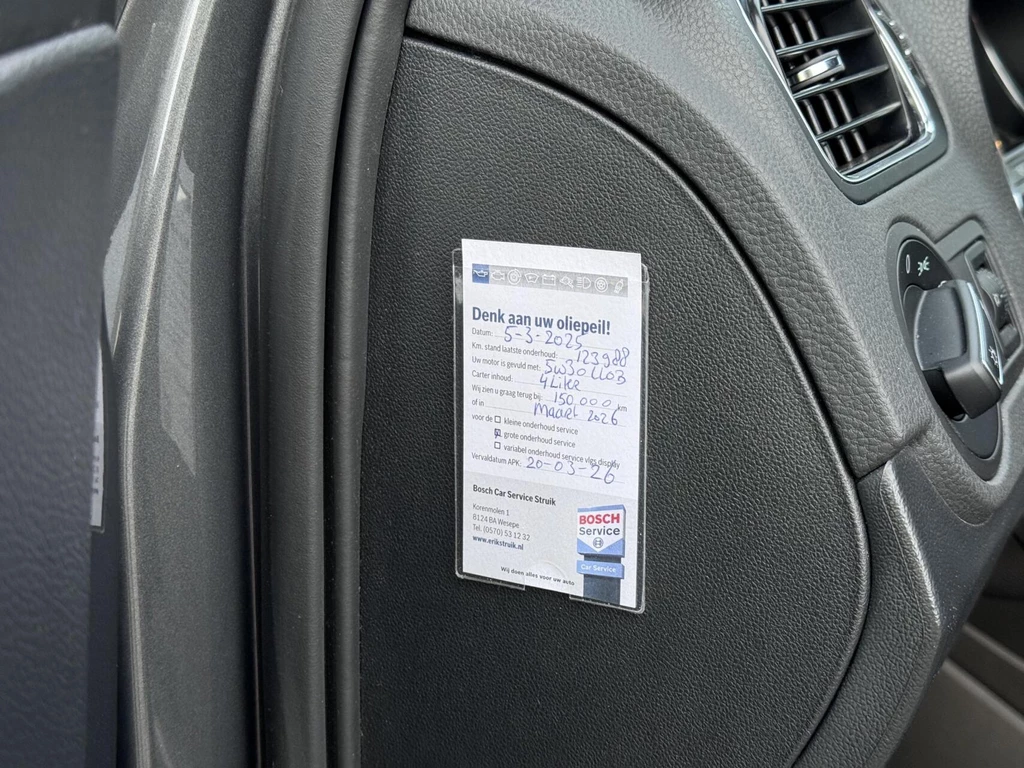 Denk aan uw oliepeil!
Datum: 5-3-2025
Km. stand laatste onderhoud: 123988
Uw motor is gevuld met: 5W30 LL03
Carter inhoud: 4 Liter
Wij zien u graag terug bij: 150.000 km
of in Maart 2026
voor de kleine onderhoud service
grote onderhoud service
variabel onderhoud service vlgs display
Vervaldatum APK: 20-03-26
Bosch Car Service Struik
Korenmolen 1
8124 BA Wesepe
Tel. (0570) 53 12 32
www.erikstruik.nl
BOSCH
Service
Car Service
Wij doen alles voor uw auto